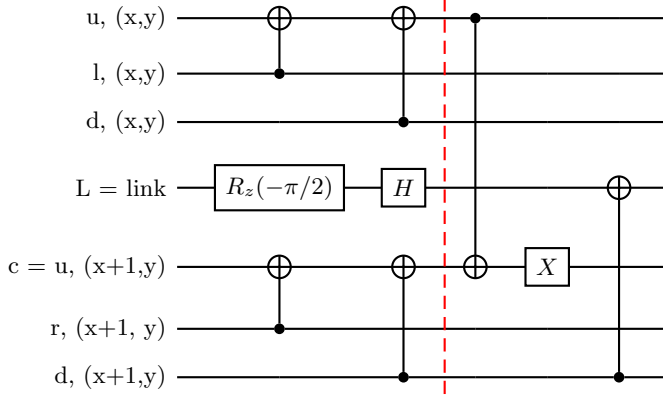 u, (x,y)
l, (x,y)
d, (x,y)
L = link
R_z(−π/2)
H
c = u, (x+1,y)
X
r, (x+1, y)
d, (x+1,y)